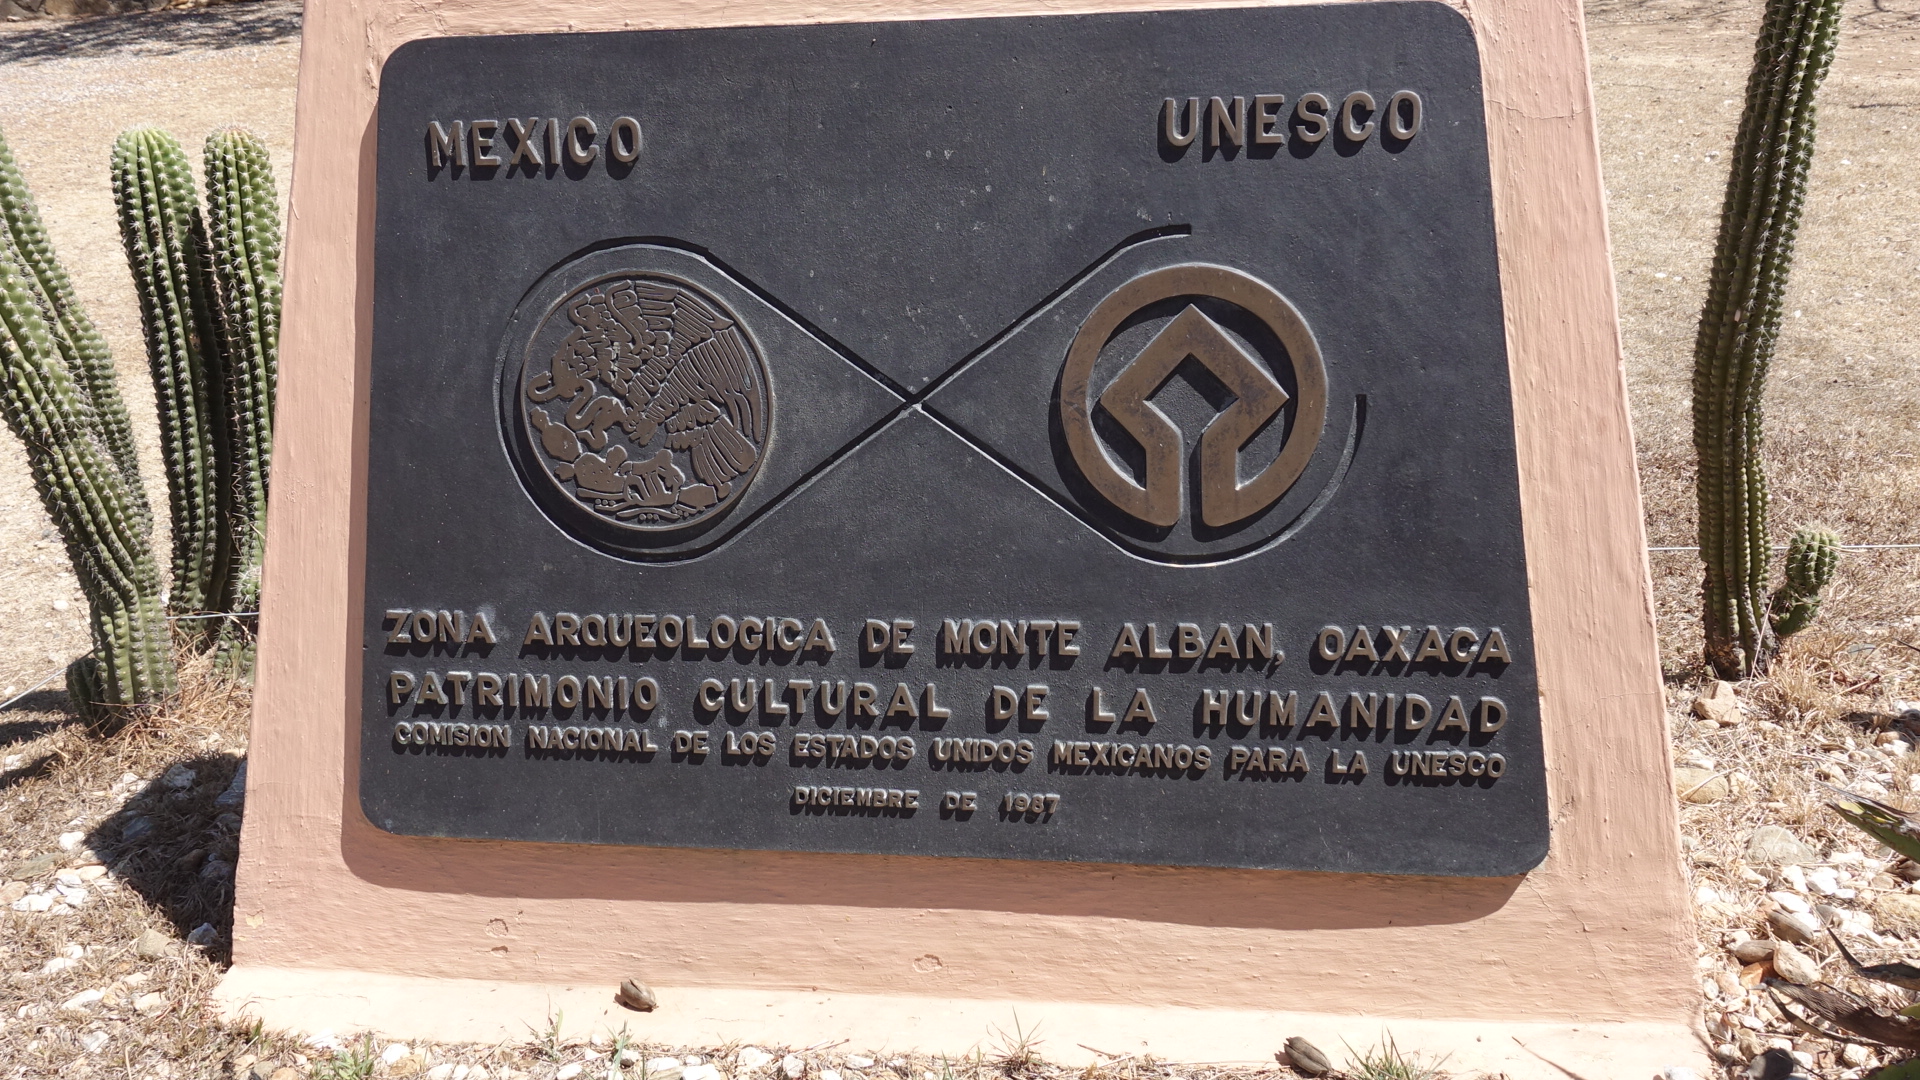 MEXICO UNESCO
ZONA ARQUEOLOGICA DE MONTE ALBAN, OAXACA
PATRIMONIO CULTURAL DE LA HUMANIDAD
COMISION NACIONAL DE LOS ESTADOS UNIDOS MEXICANOS PARA LA UNESCO
DICIEMBRE DE 1987